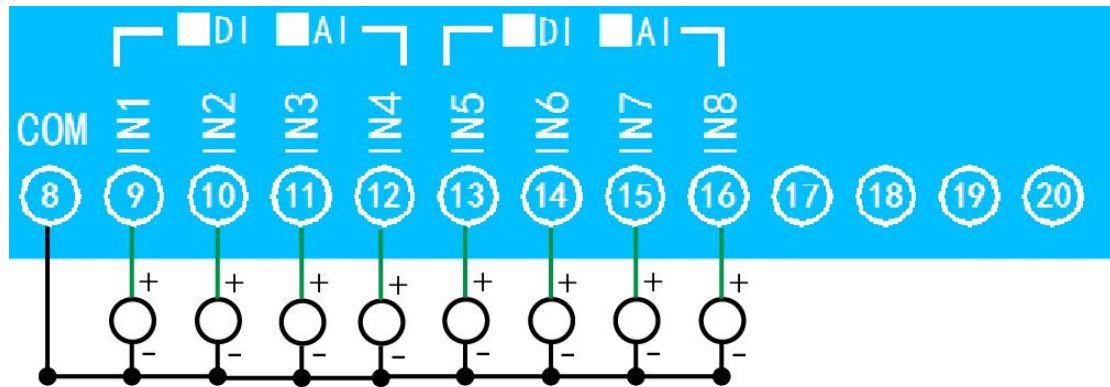 DI AI DI AI
COM IN1 IN2 IN3 IN4 IN5 IN6 IN7 IN8
8 9 10 11 12 13 14 15 16 17 18 19 20
+ + + + + + + +
- - - - - - - -